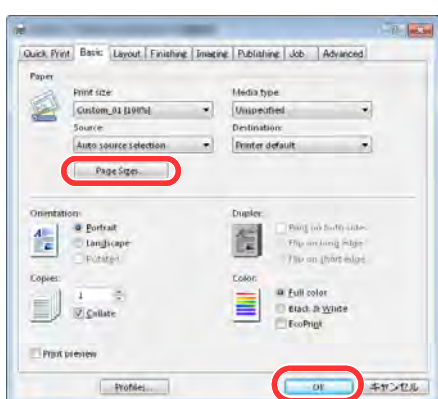 Quick Print Basic Layout Finishing Imaging Publishing Job Advanced
Paper
Print size: Media type:
Custom_01 [100%] Unspecified
Source: Destination:
Auto source selection Printer default
Page Sizes...
Orientation: Duplex:
Portrait Print on both sides
Landscape Flip on long edge
Rotated Flip on short edge
Copies: Color:
1 Full color
Collate Black & White
EcoPrint
Print preview
Profiles... OK キャンセル